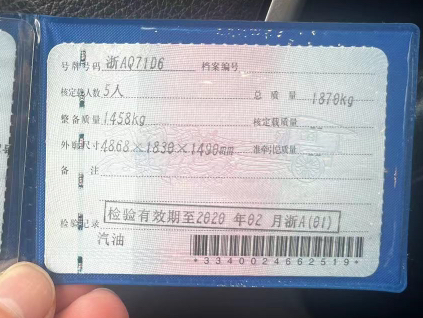 号牌号码 浙AQ71D6 档案编号
核定载人数 5人 总质量 1870kg
整备质量 1458kg 核定载质量 --
外廓尺寸 4868×1830×1490mm 准牵引总质量 --
备注
检验记录 检验有效期至2020年02月浙A(01)
汽油
*3340024662519*